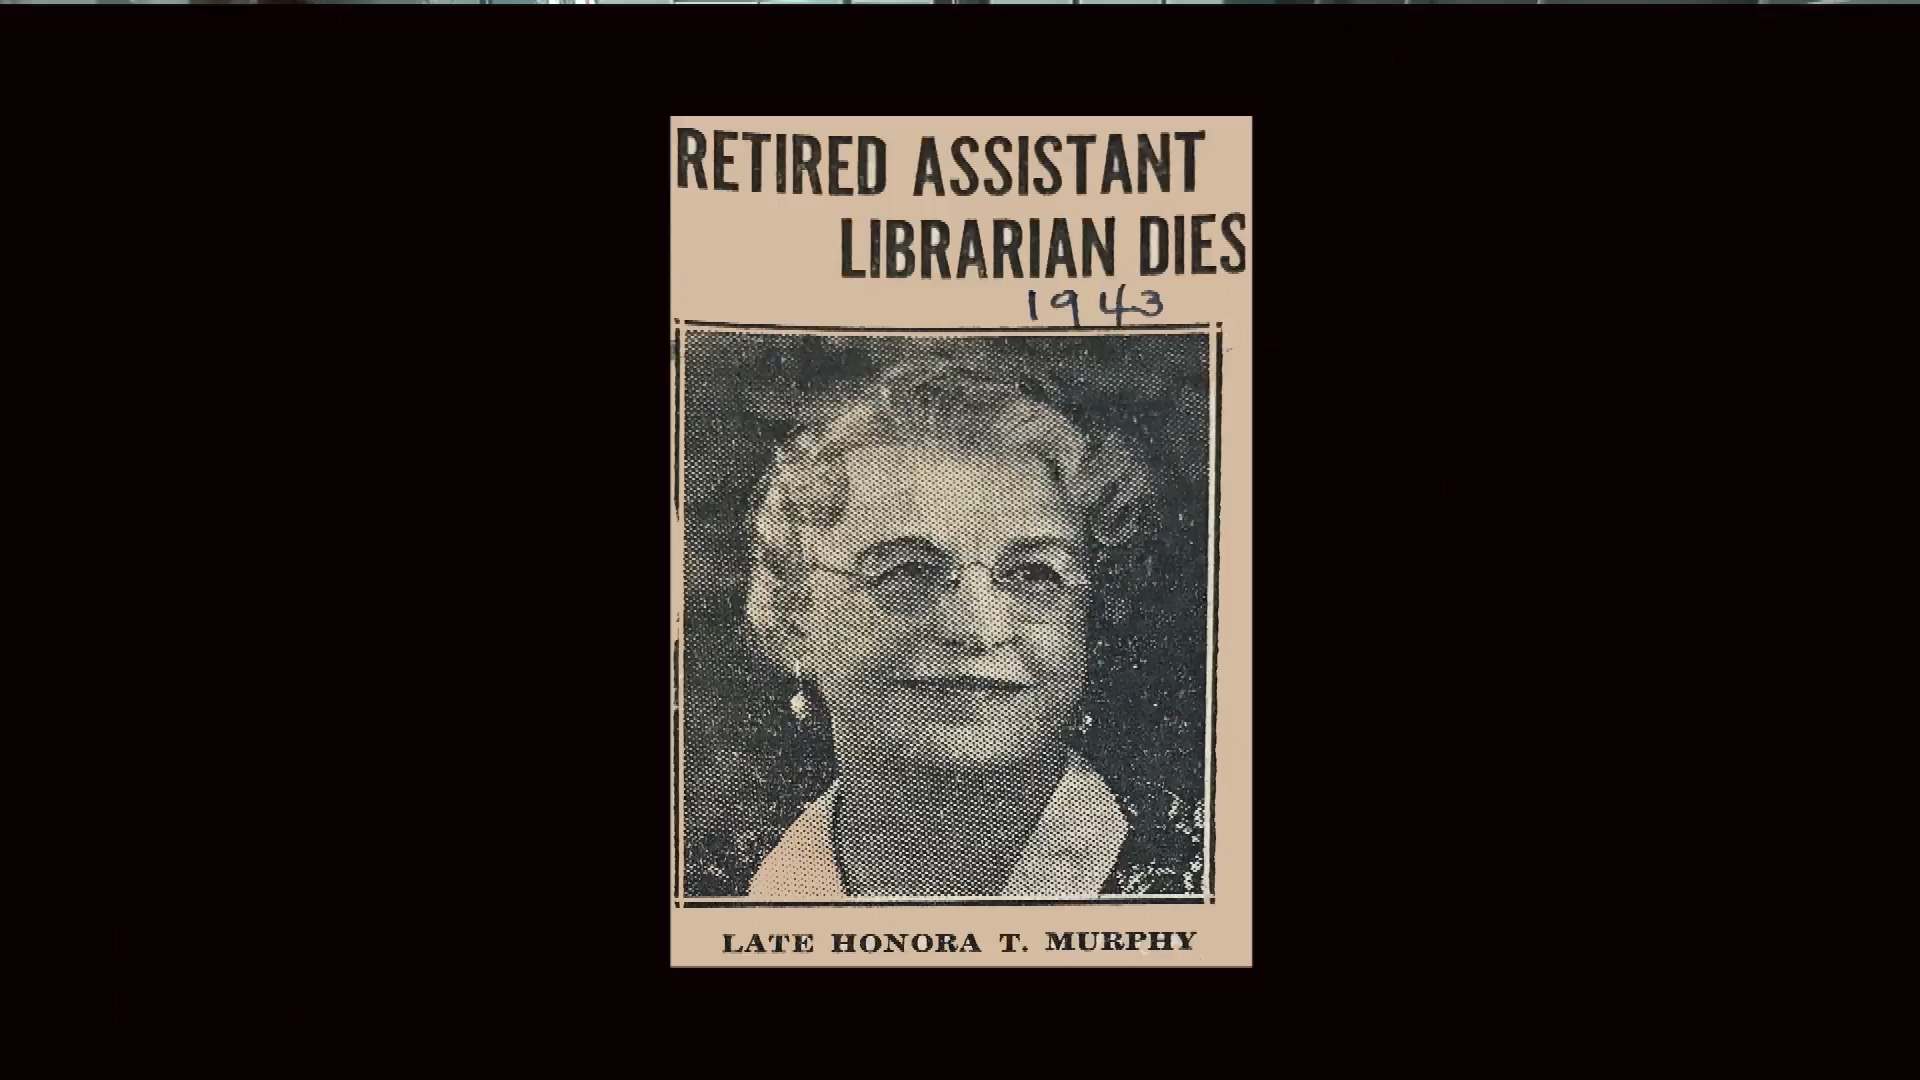 RETIRED ASSISTANT
LIBRARIAN DIES
1943
LATE HONORA T. MURPHY